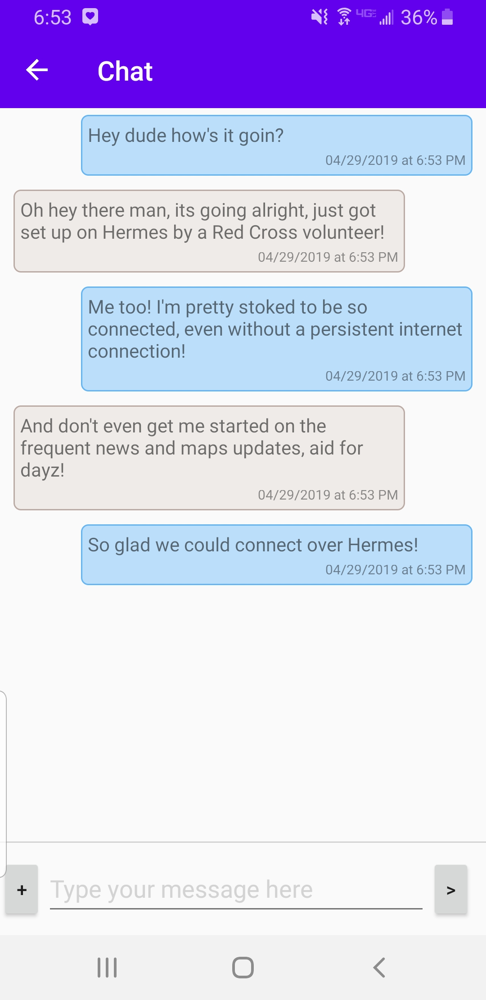 6:53
4G LTE 36%
Chat
Hey dude how's it goin?
04/29/2019 at 6:53 PM
Oh hey there man, its going alright, just got
set up on Hermes by a Red Cross volunteer!
04/29/2019 at 6:53 PM
Me too! I'm pretty stoked to be so
connected, even without a persistent internet
connection!
04/29/2019 at 6:53 PM
And don't even get me started on the
frequent news and maps updates, aid for
dayz!
04/29/2019 at 6:53 PM
So glad we could connect over Hermes!
04/29/2019 at 6:53 PM
+ Type your message here >